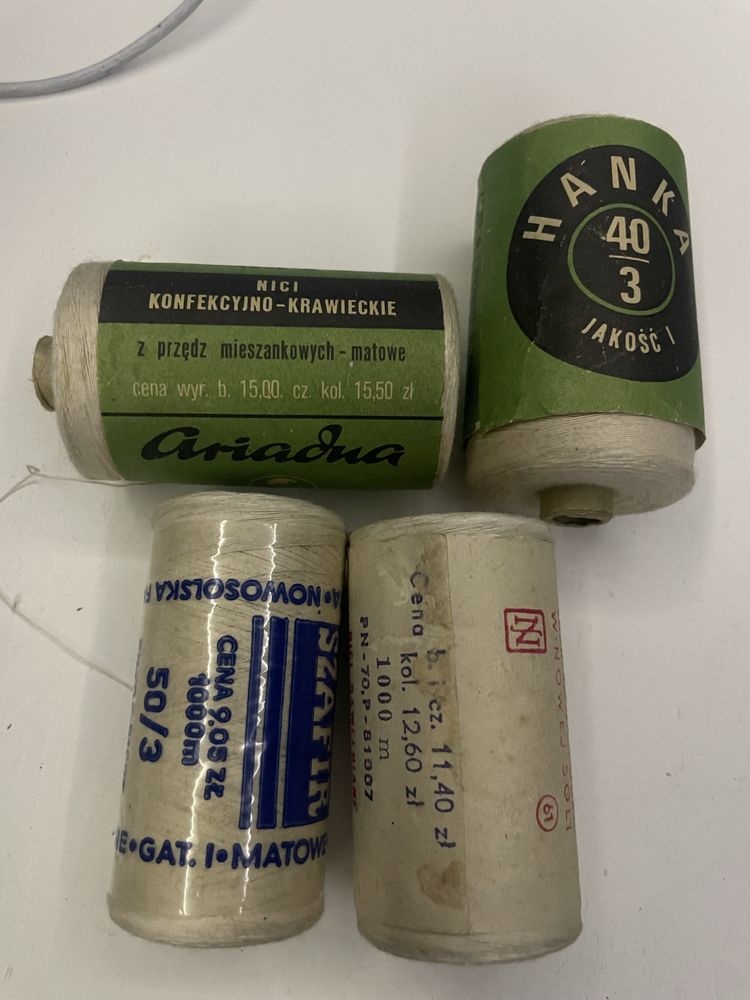 NICI
KONFEKCYJNO-KRAWIECKIE
z przędz mieszankowych - matowe
cena wyr. b. 15.00. cz. kol. 15,50 zł
Ariadna
HANKA
40
3
JAKOŚĆ I
NOWOSOLSKA
SZAFIR
CENA 9.05 ZŁ
1000m
50/3
GAT. I • MATOWE
Cena b. i cz. 11,40 zł
kol. 12,60 zł
1000 m
PN-70.P-81007
W NOWEJ SOLI
61